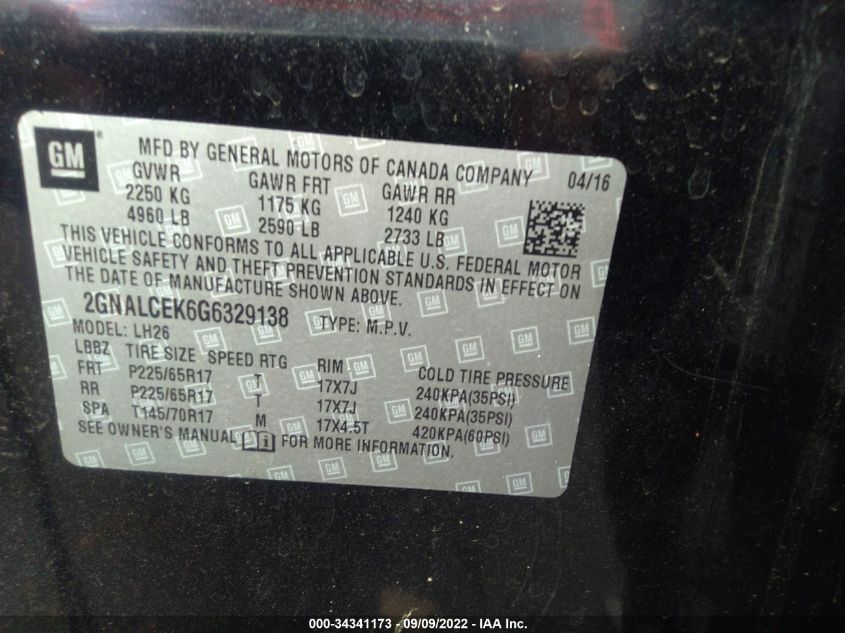 GM
MFD BY GENERAL MOTORS OF CANADA COMPANY
GVWR GAWR FRT GAWR RR 04/16
2250 KG 1175 KG 1240 KG
4960 LB 2590 LB 2733 LB
THIS VEHICLE CONFORMS TO ALL APPLICABLE U.S. FEDERAL MOTOR
VEHICLE SAFETY AND THEFT PREVENTION STANDARDS IN EFFECT ON
THE DATE OF MANUFACTURE SHOWN ABOVE.
2GNALCEK6G6329138 TYPE: M.P.V.
MODEL: LH26
LBBZ TIRE SIZE SPEED RTG RIM COLD TIRE PRESSURE
FRT P225/65R17 T 17X7J 240KPA(35PSI)
RR P225/65R17 T 17X7J 240KPA(35PSI)
SPA T145/70R17 M 17X4.5T 420KPA(60PSI)
SEE OWNER'S MANUAL FOR MORE INFORMATION.
000-34341173 - 09/09/2022 - IAA Inc.